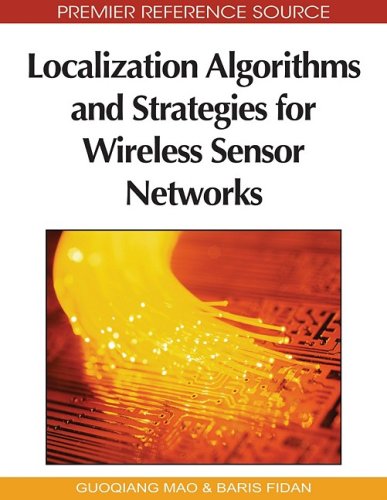 PREMIER REFERENCE SOURCE
Localization Algorithms
and Strategies for
Wireless Sensor
Networks
GUOQIANG MAO & BARIS FIDAN